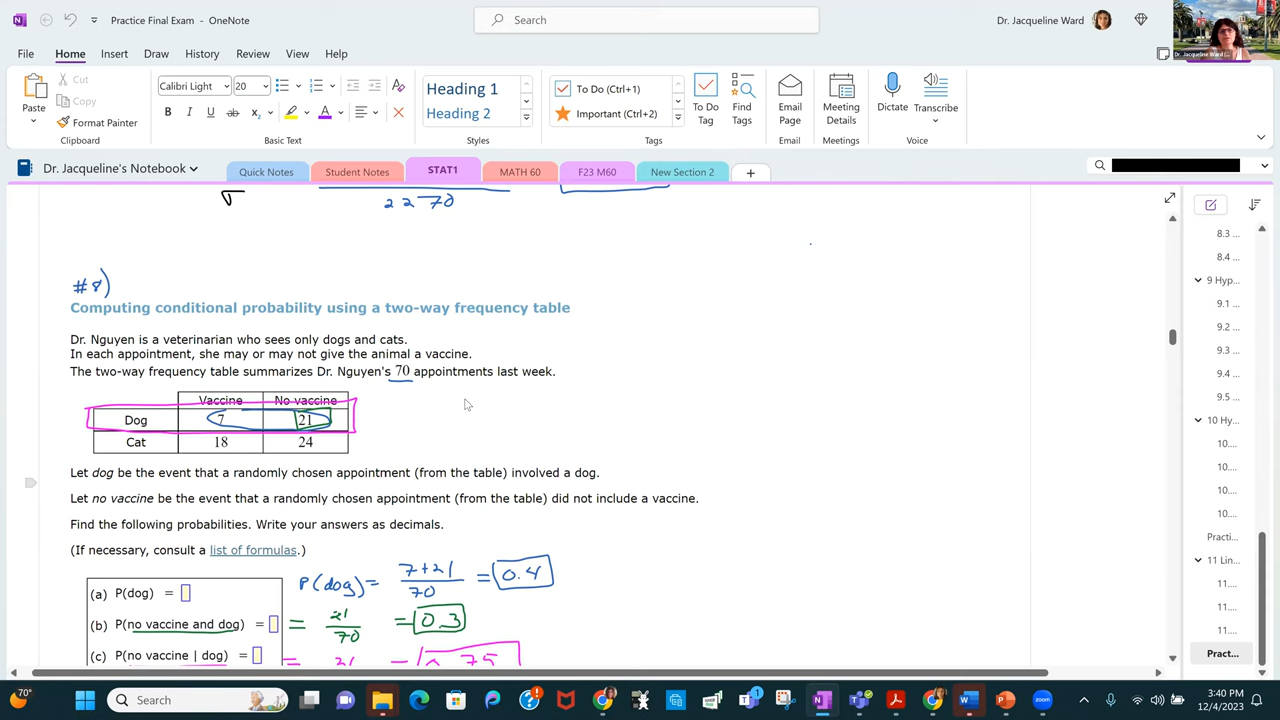 Practice Final Exam - OneNote
Search
Dr. Jacqueline Ward
Dr. Jacqueline Ward
File Home Insert Draw History Review View Help
Paste
Cut
Copy
Format Painter
Clipboard
Calibri Light 20
B I U ab x₂ A
Basic Text
Heading 1
Heading 2
Styles
To Do (Ctrl+1)
Important (Ctrl+2)
To Do Tag
Find Tags
Tags
Email Page
Email
Meeting Details
Meetings
Dictate
Transcribe
Voice
Dr. Jacqueline's Notebook
Quick Notes Student Notes STAT1 MATH 60 F23 M60 New Section 2 +
2 2 70
#8)
Computing conditional probability using a two-way frequency table
Dr. Nguyen is a veterinarian who sees only dogs and cats.
In each appointment, she may or may not give the animal a vaccine.
The two-way frequency table summarizes Dr. Nguyen's 70 appointments last week.
Vaccine No vaccine
Dog 7 21
Cat 18 24
Let dog be the event that a randomly chosen appointment (from the table) involved a dog.
Let no vaccine be the event that a randomly chosen appointment (from the table) did not include a vaccine.
Find the following probabilities. Write your answers as decimals.
(If necessary, consult a list of formulas.)
(a) P(dog) = P(dog) = 7+21 / 70 = 0.4
(b) P(no vaccine and dog) = = 21 / 70 = 0.3
(c) P(no vaccine | dog) = = 21 = 0.75
8.3 ...
8.4 ...
9 Hyp...
9.1 ...
9.2 ...
9.3 ...
9.4 ...
9.5 ...
10 Hy...
10....
10....
10....
10....
Practi...
11 Lin...
11....
11....
11....
Pract...
70°
Search
3:40 PM
12/4/2023